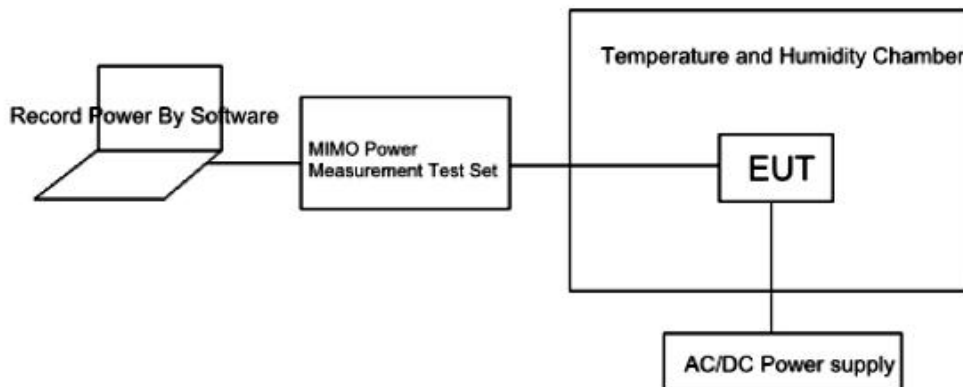 Temperature and Humidity Chamber
Record Power By Software
MIMO Power
Measurement Test Set
EUT
AC/DC Power supply